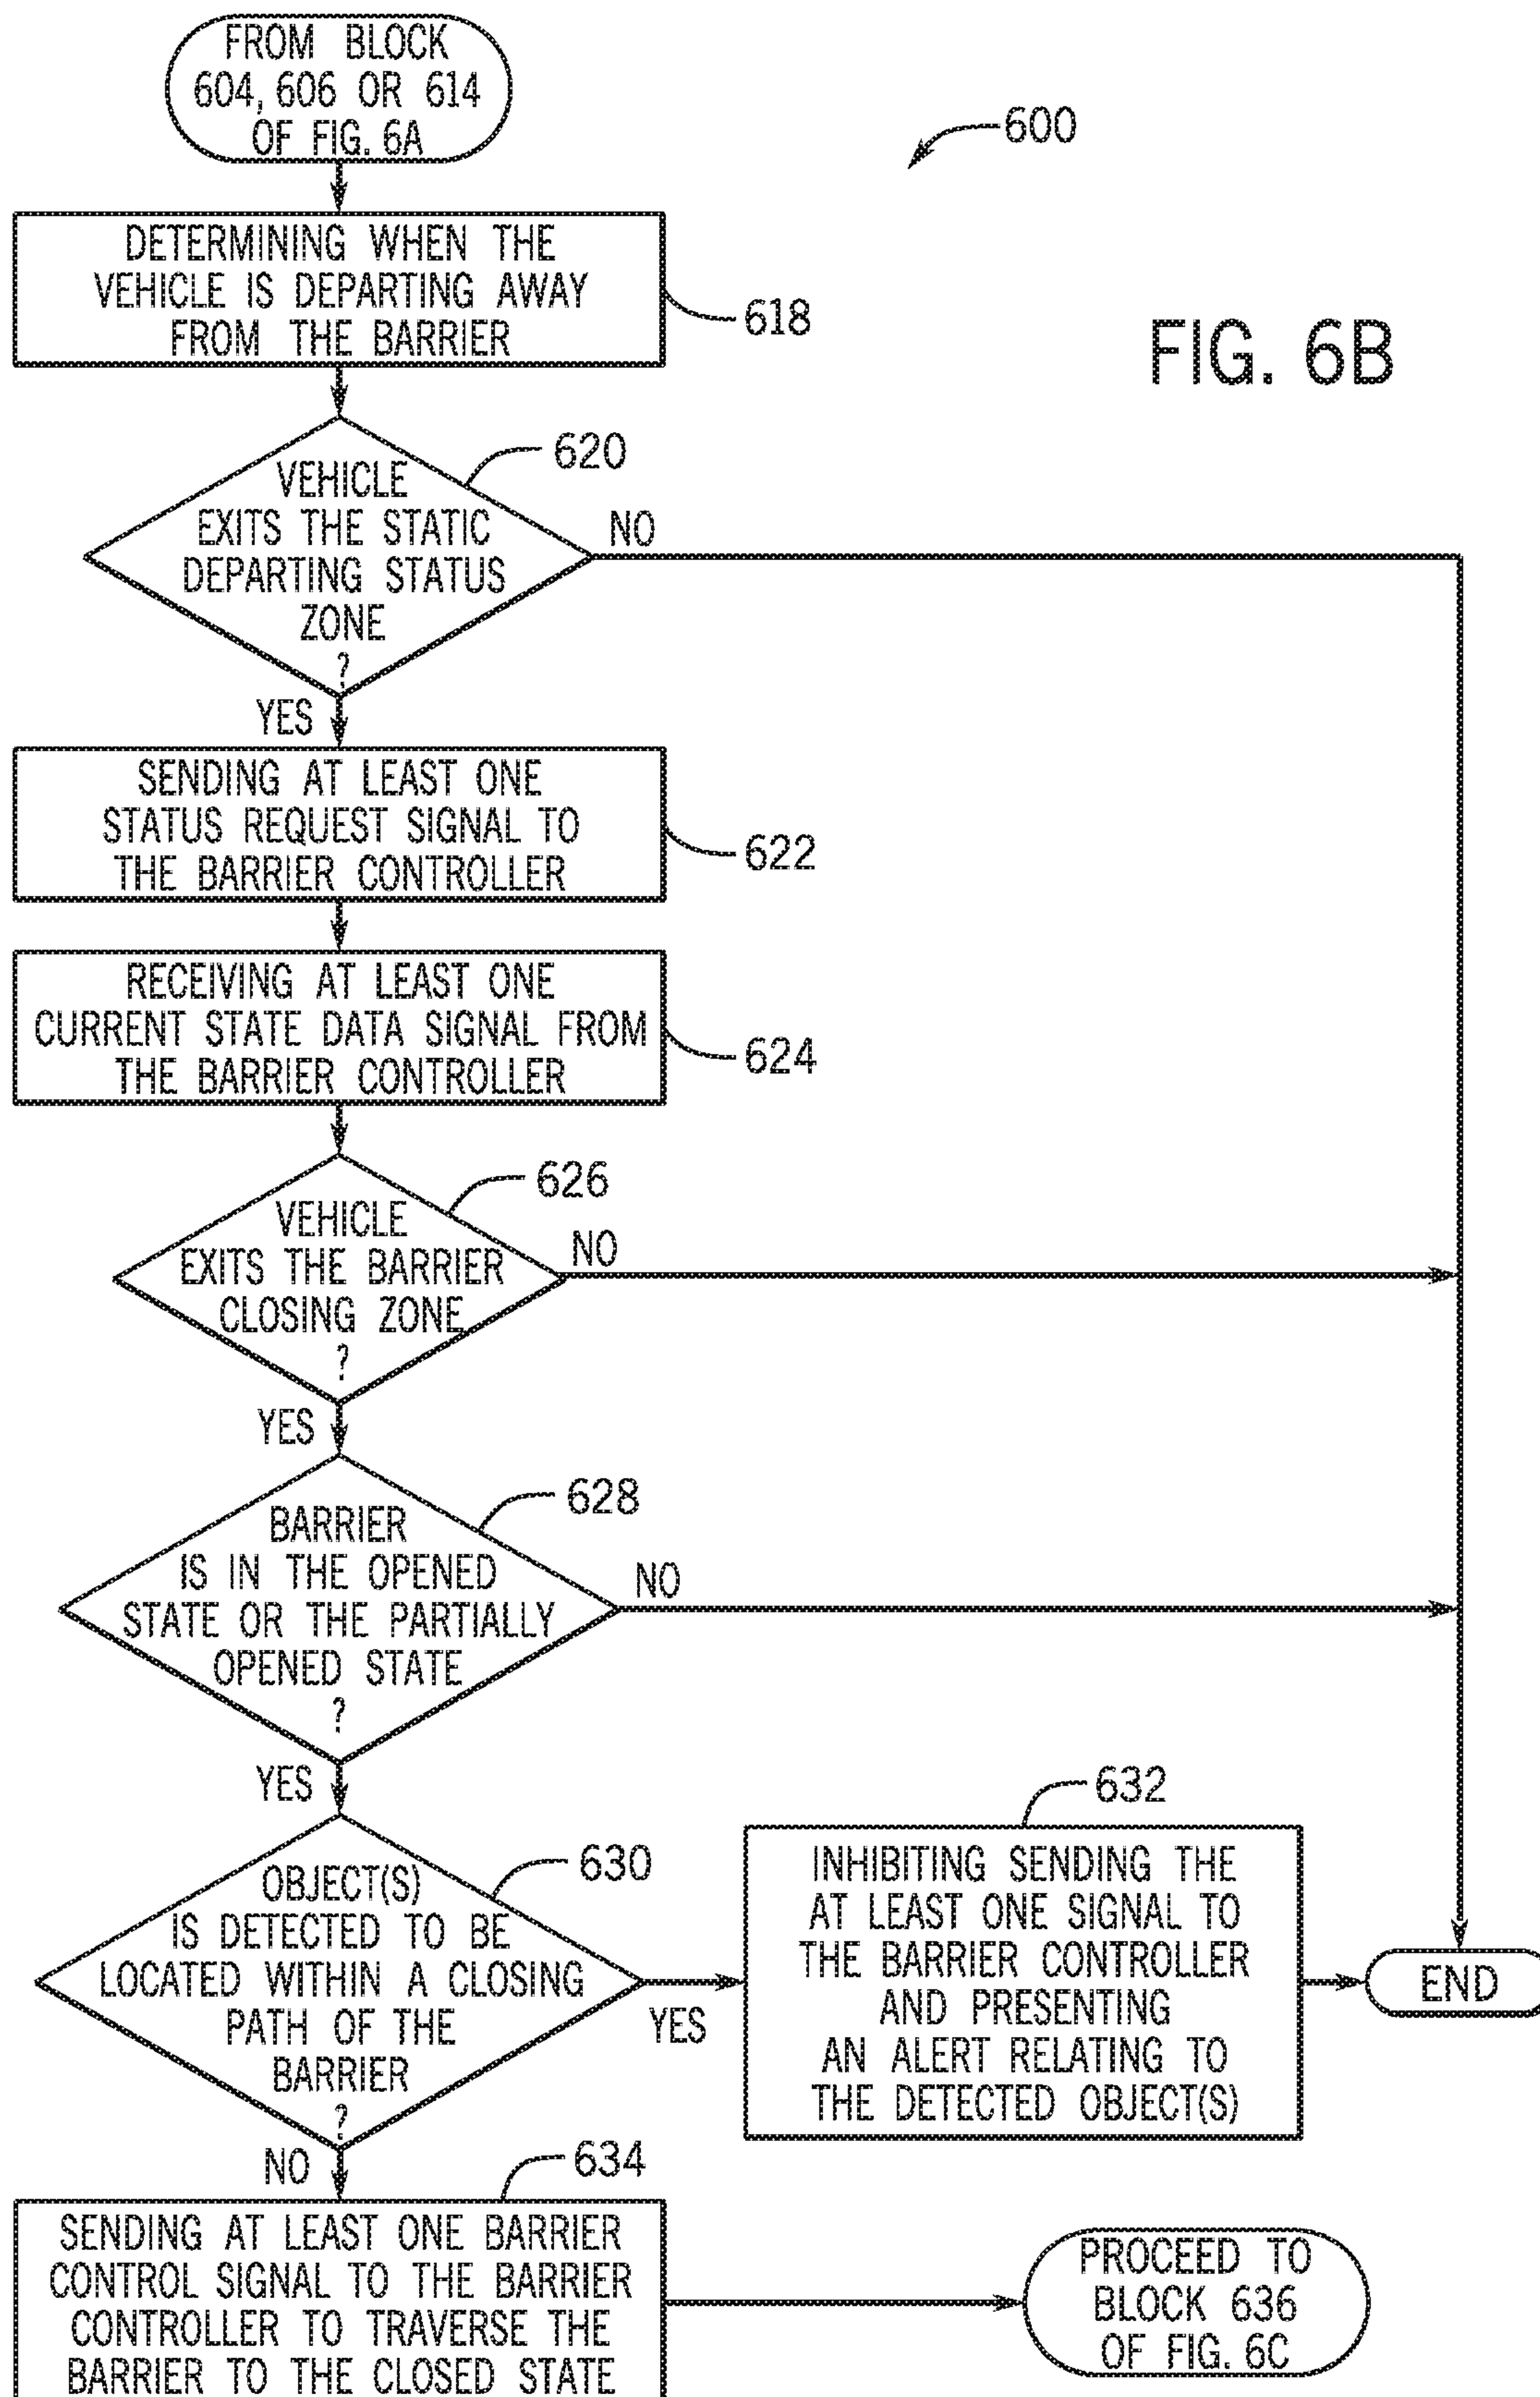 FROM BLOCK
604, 606 OR 614
OF FIG. 6A
600
DETERMINING WHEN THE
VEHICLE IS DEPARTING AWAY
FROM THE BARRIER
618
FIG. 6B
620
VEHICLE
EXITS THE STATIC
DEPARTING STATUS
ZONE
?
NO
YES
SENDING AT LEAST ONE
STATUS REQUEST SIGNAL TO
THE BARRIER CONTROLLER
622
RECEIVING AT LEAST ONE
CURRENT STATE DATA SIGNAL FROM
THE BARRIER CONTROLLER
624
626
VEHICLE
EXITS THE BARRIER
CLOSING ZONE
?
NO
YES
628
BARRIER
IS IN THE OPENED
STATE OR THE PARTIALLY
OPENED STATE
?
NO
YES
630
OBJECT(S)
IS DETECTED TO BE
LOCATED WITHIN A CLOSING
PATH OF THE
BARRIER
?
YES
632
INHIBITING SENDING THE
AT LEAST ONE SIGNAL TO
THE BARRIER CONTROLLER
AND PRESENTING
AN ALERT RELATING TO
THE DETECTED OBJECT(S)
END
NO
634
SENDING AT LEAST ONE BARRIER
CONTROL SIGNAL TO THE BARRIER
CONTROLLER TO TRAVERSE THE
BARRIER TO THE CLOSED STATE
PROCEED TO
BLOCK 636
OF FIG. 6C